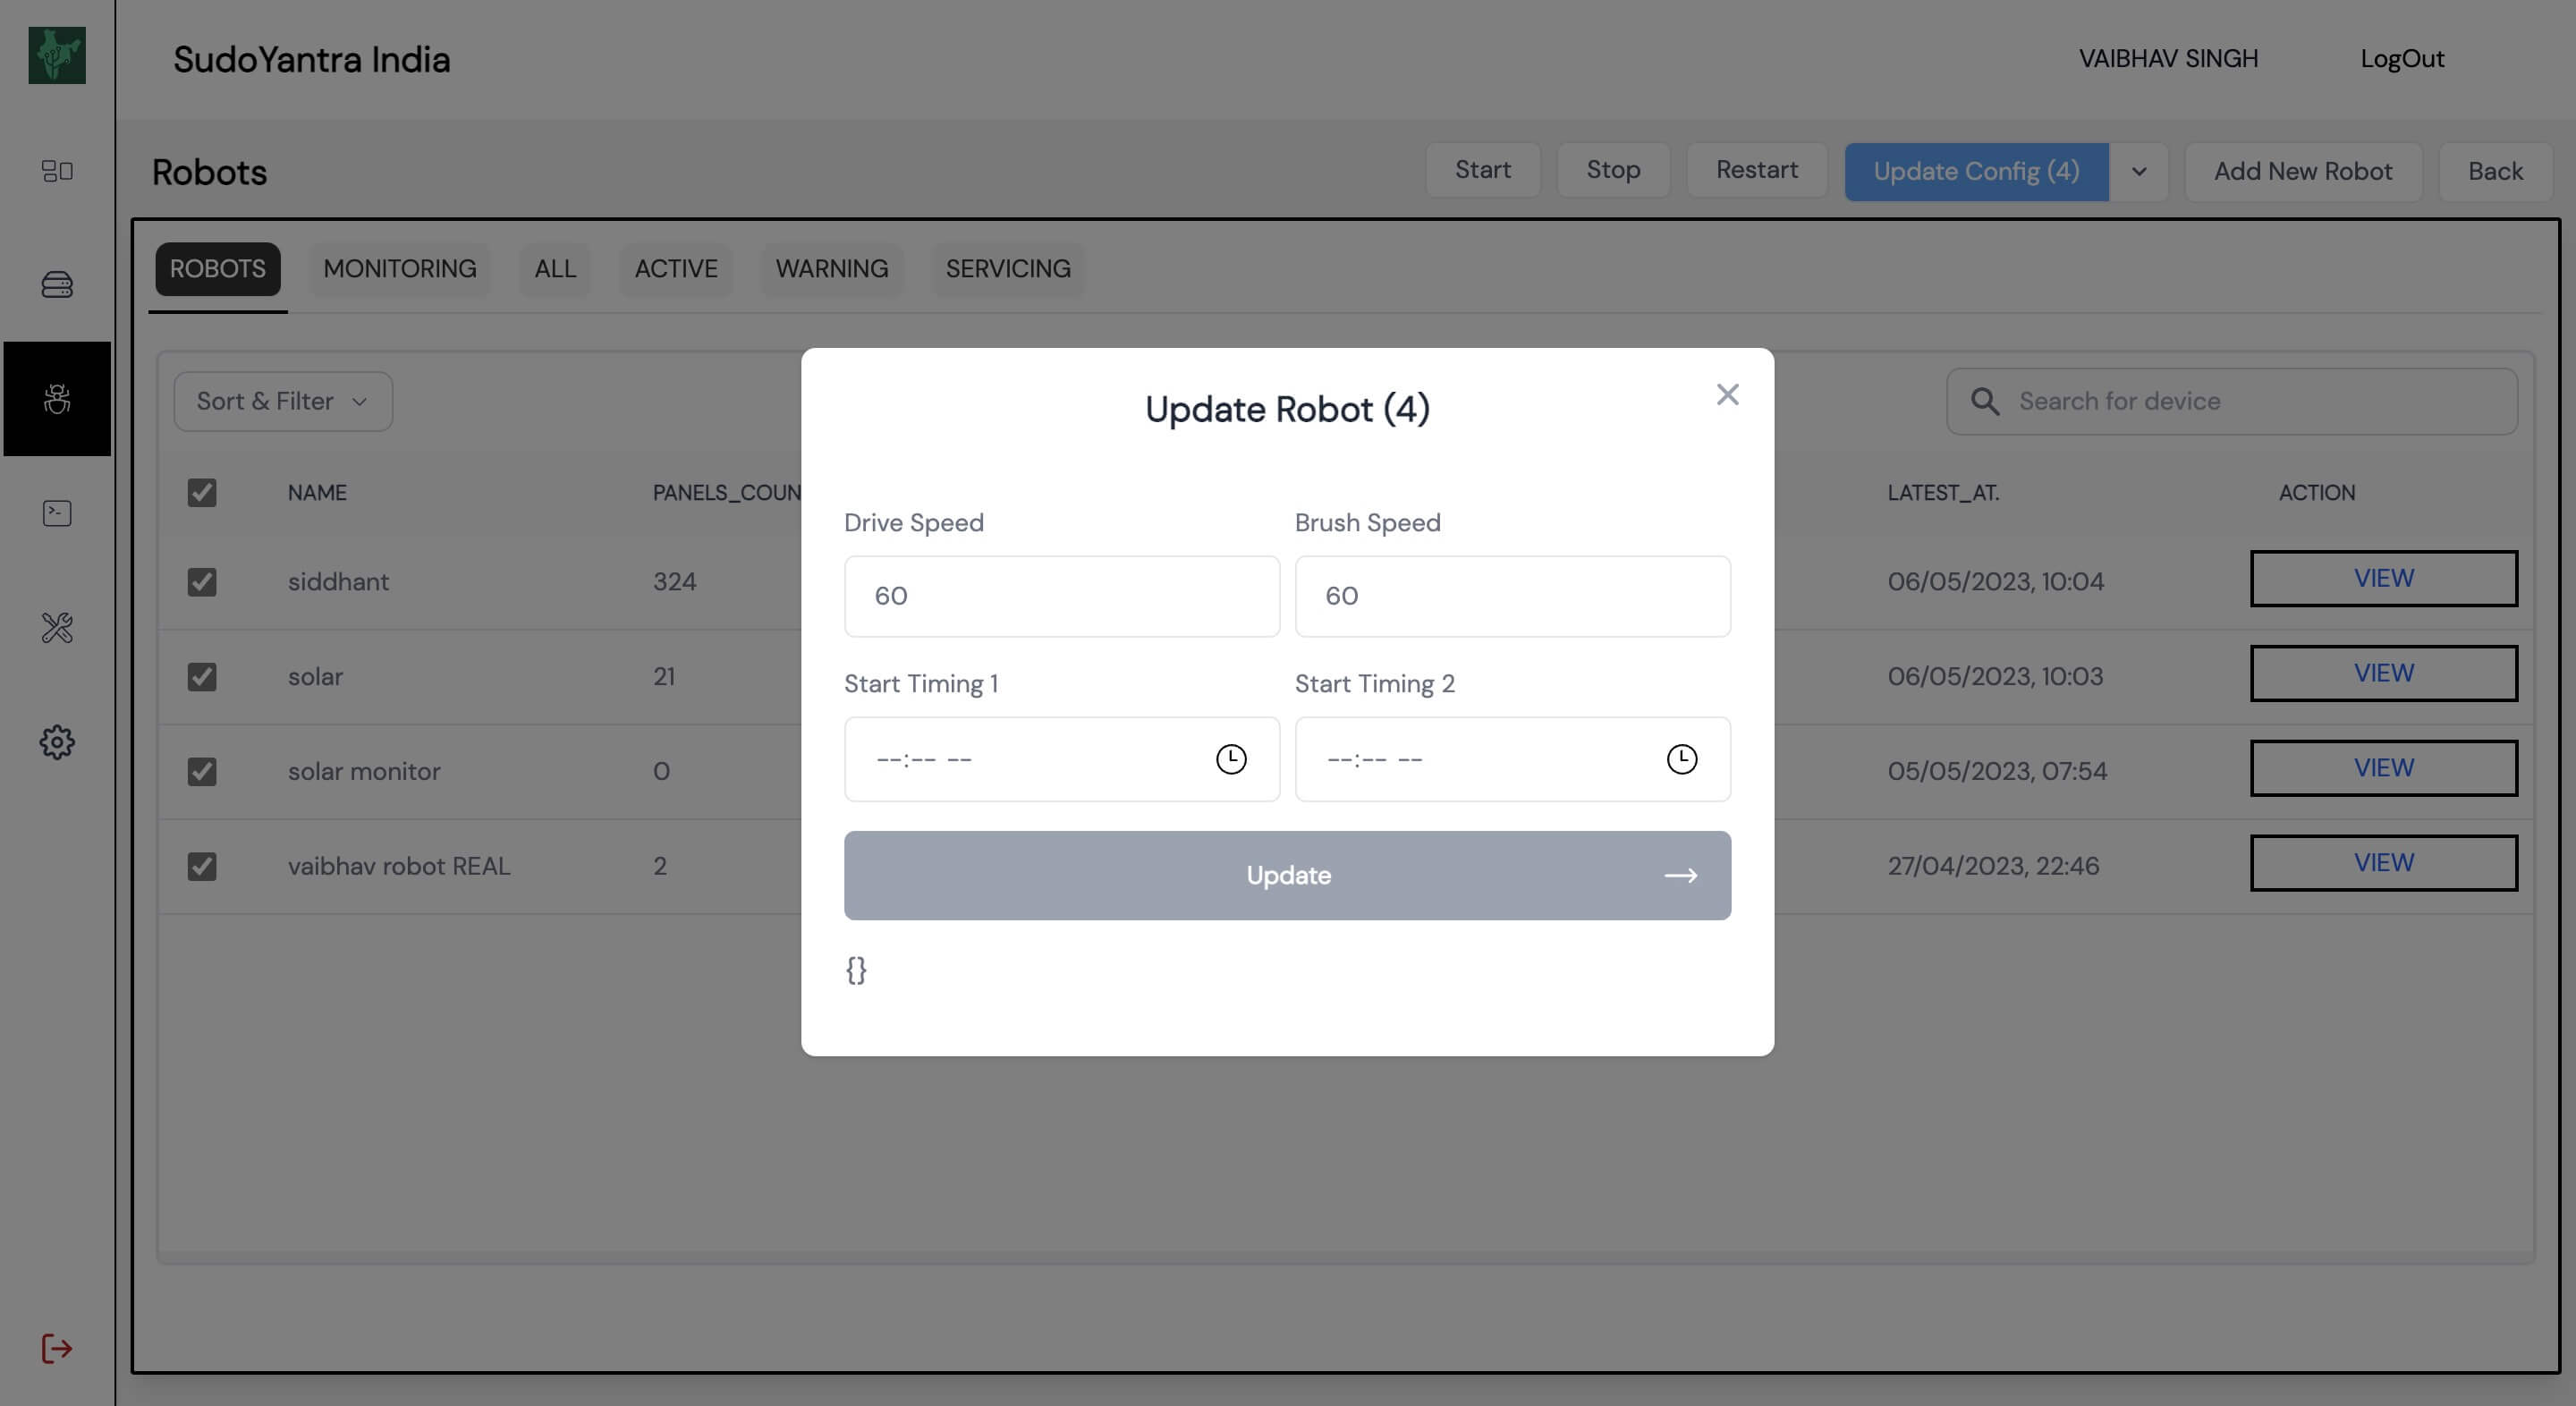 SudoYantra India
VAIBHAV SINGH
LogOut
Robots
Start
Stop
Restart
Update Config (4)
Add New Robot
Back
ROBOTS
MONITORING
ALL
ACTIVE
WARNING
SERVICING
Sort & Filter
Search for device
NAME
PANELS_COUN
LATEST_AT.
ACTION
siddhant
324
06/05/2023, 10:04
VIEW
solar
21
06/05/2023, 10:03
VIEW
solar monitor
0
05/05/2023, 07:54
VIEW
vaibhav robot REAL
2
27/04/2023, 22:46
VIEW
Update Robot (4)
Drive Speed
Brush Speed
60
60
Start Timing 1
Start Timing 2
--:-- --
--:-- --
Update
{}